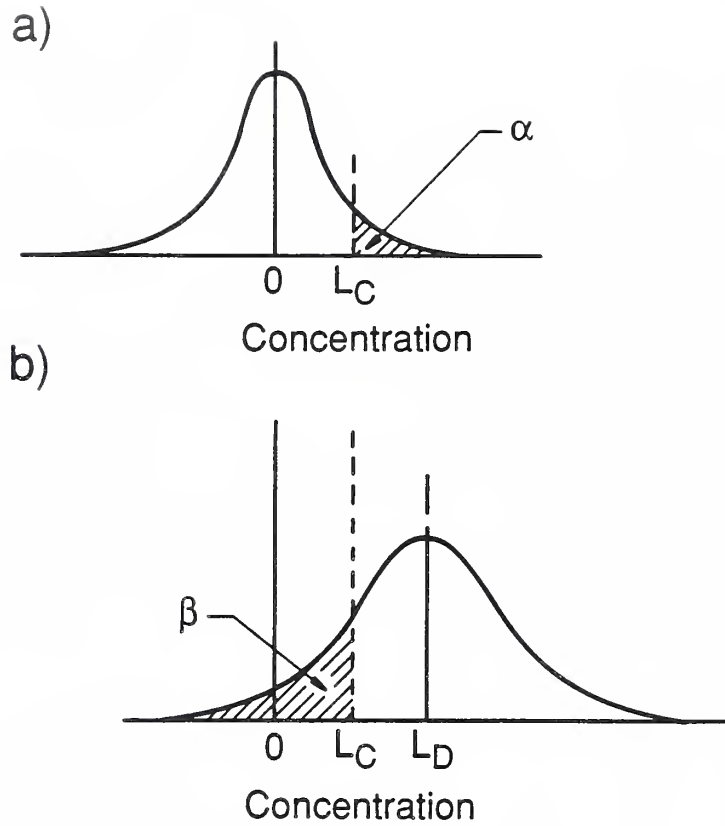 a)
α
0 L_C
Concentration
b)
β
0 L_C L_D
Concentration